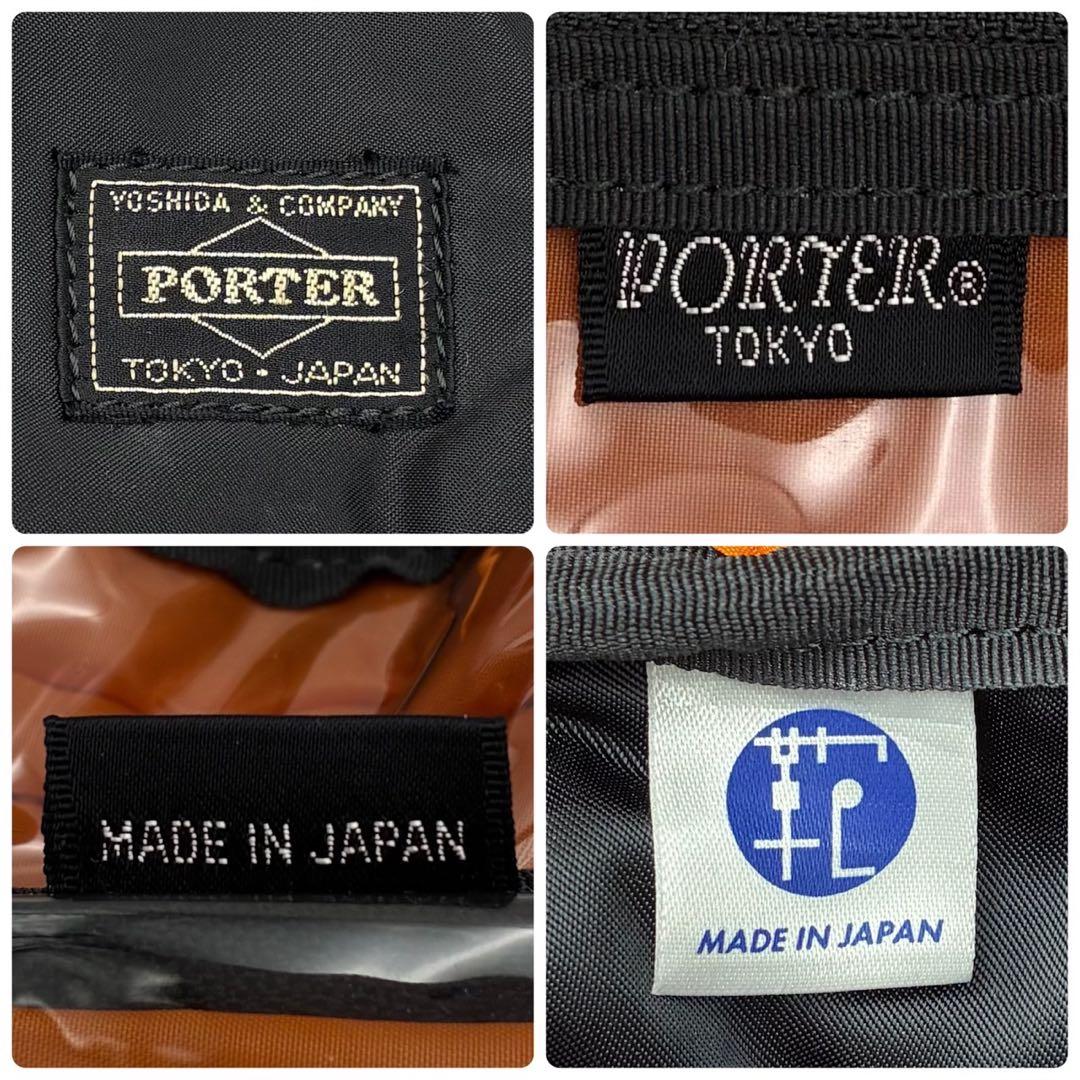 YOSHIDA & COMPANY
PORTER
TOKYO · JAPAN
PORTER®
TOKYO
MADE IN JAPAN
MADE IN JAPAN